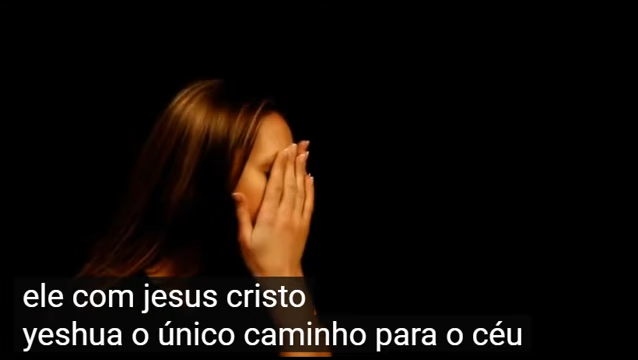 ele com jesus cristo
yeshua o único caminho para o céu